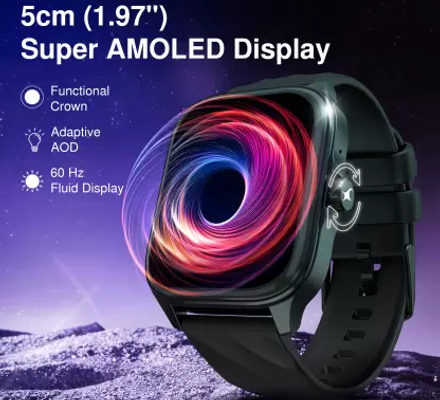 5cm (1.97")
Super AMOLED Display
Functional
Crown
Adaptive
AOD
60 Hz
Fluid Display